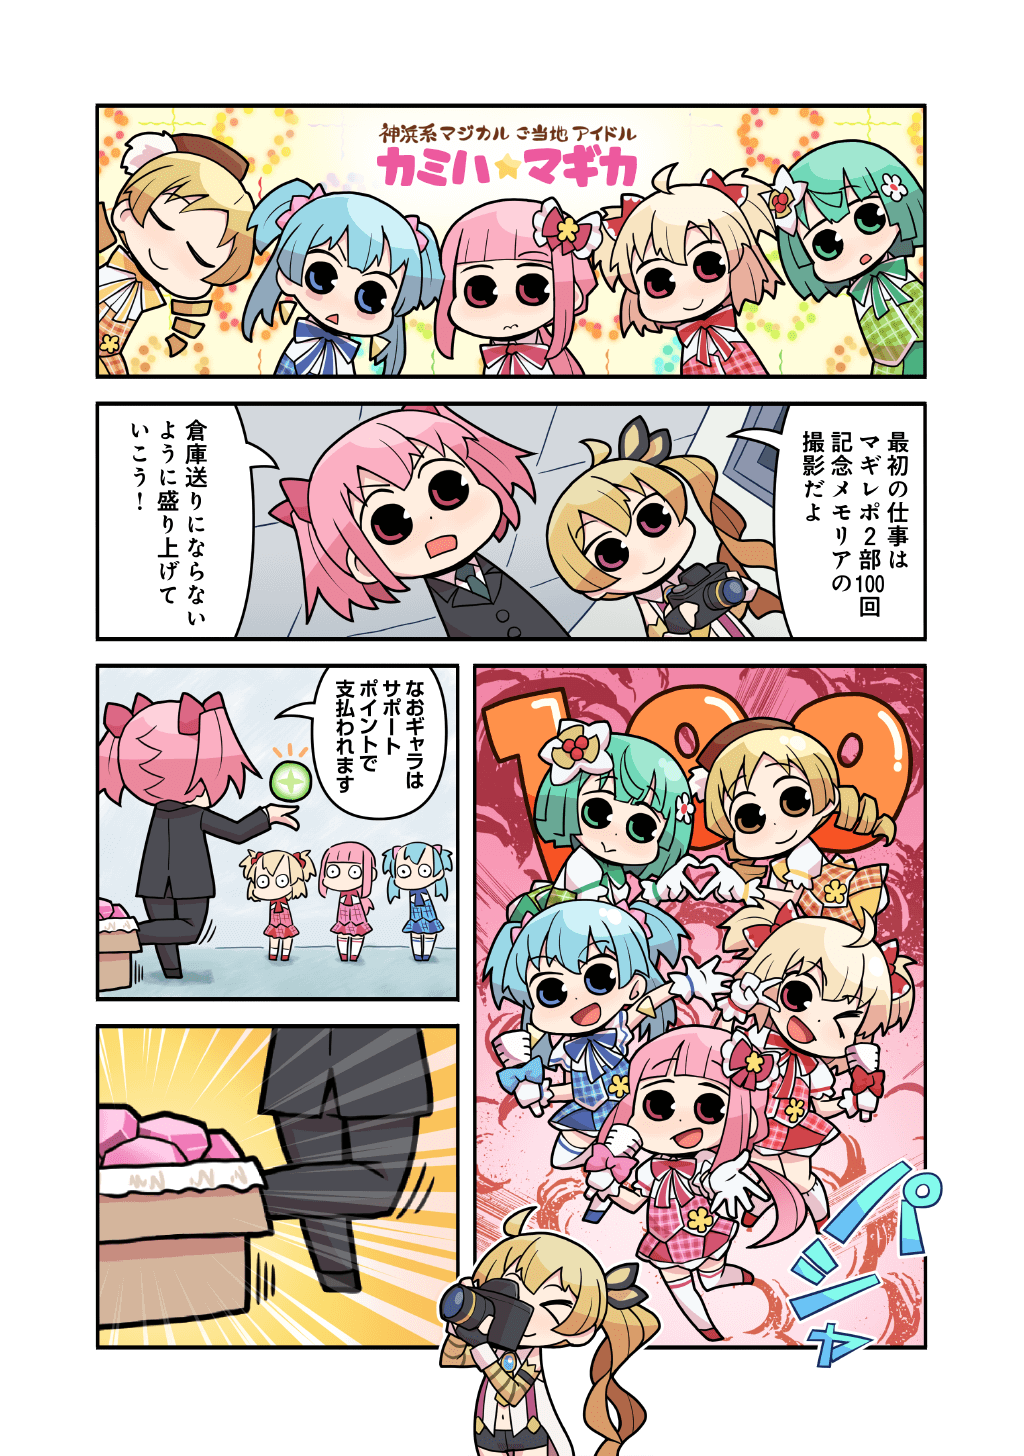 神浜系マジカル ご当地アイドル
カミハ☆マギカ
最初の仕事は
マギレポ2部100回
記念メモリアの
撮影だよ
倉庫送りにならない
ように盛り上げて
いこう！
100
パシャ
なおギャラは
サポート
ポイントで
支払われます